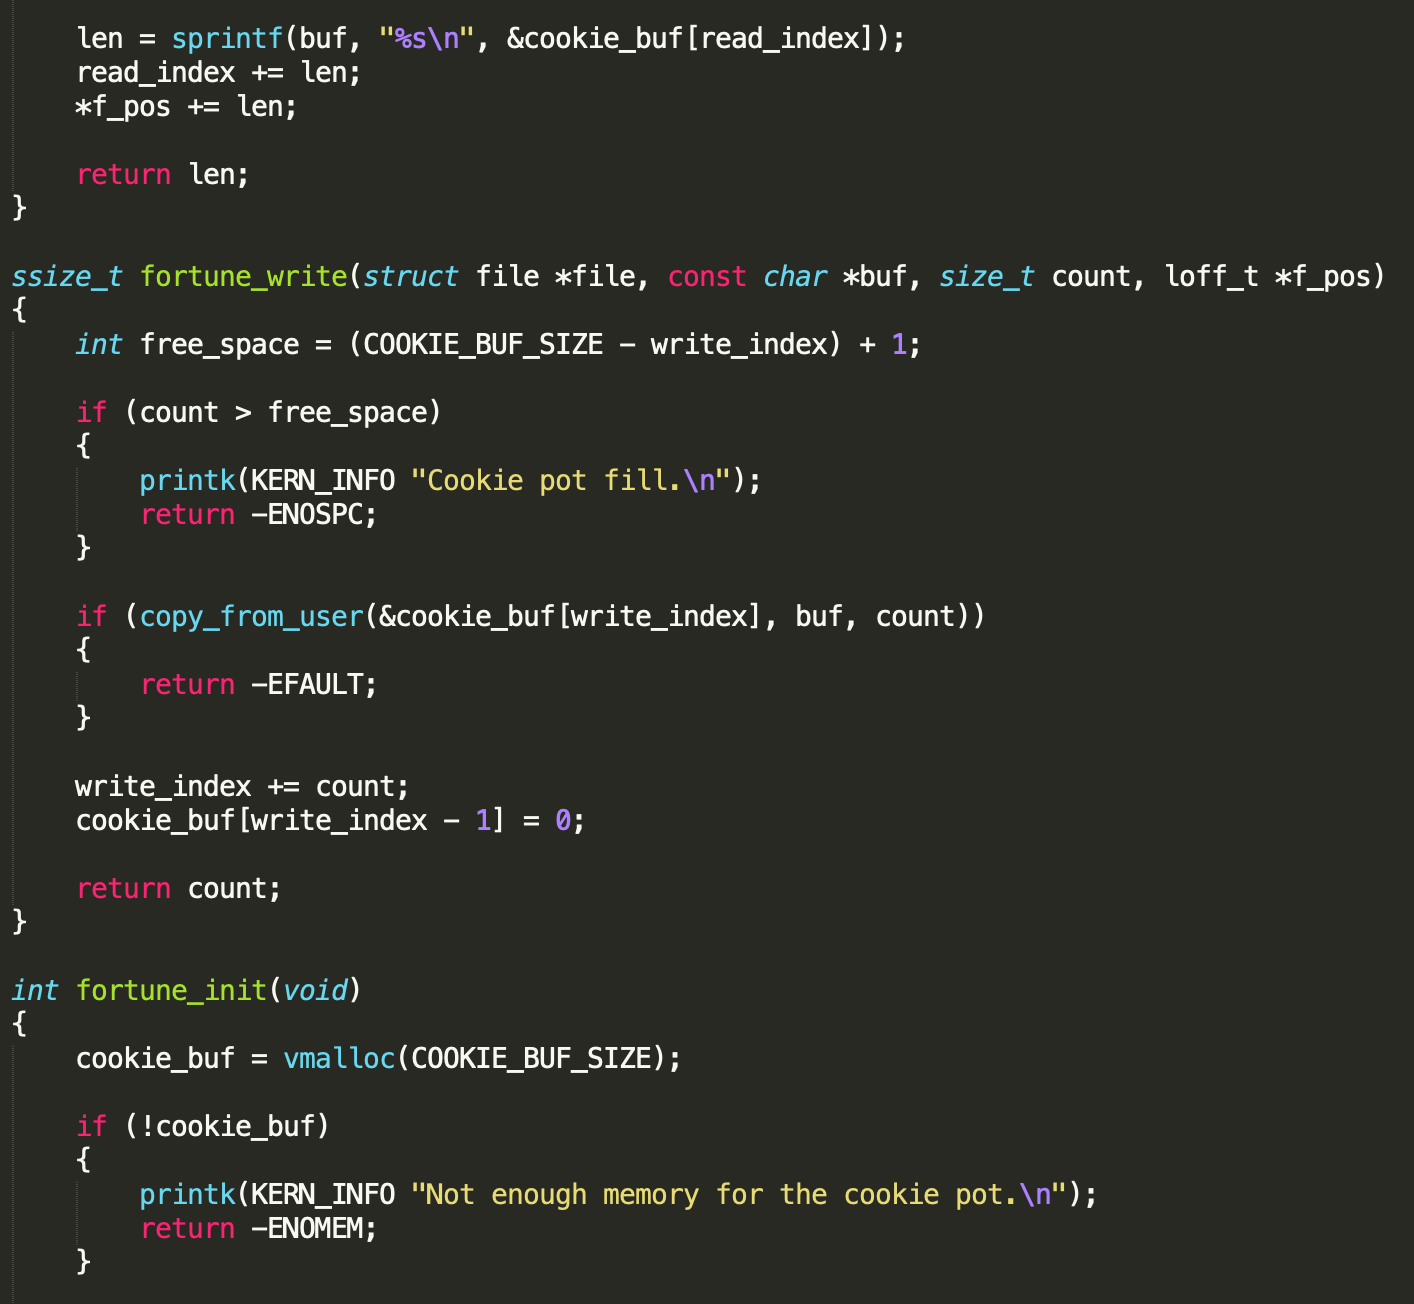 len = sprintf(buf, "%s\n", &cookie_buf[read_index]);
read_index += len;
*f_pos += len;
return len;
}
ssize_t fortune_write(struct file *file, const char *buf, size_t count, loff_t *f_pos)
{
int free_space = (COOKIE_BUF_SIZE - write_index) + 1;
if (count > free_space)
{
printk(KERN_INFO "Cookie pot fill.\n");
return -ENOSPC;
}
if (copy_from_user(&cookie_buf[write_index], buf, count))
{
return -EFAULT;
}
write_index += count;
cookie_buf[write_index - 1] = 0;
return count;
}
int fortune_init(void)
{
cookie_buf = vmalloc(COOKIE_BUF_SIZE);
if (!cookie_buf)
{
printk(KERN_INFO "Not enough memory for the cookie pot.\n");
return -ENOMEM;
}